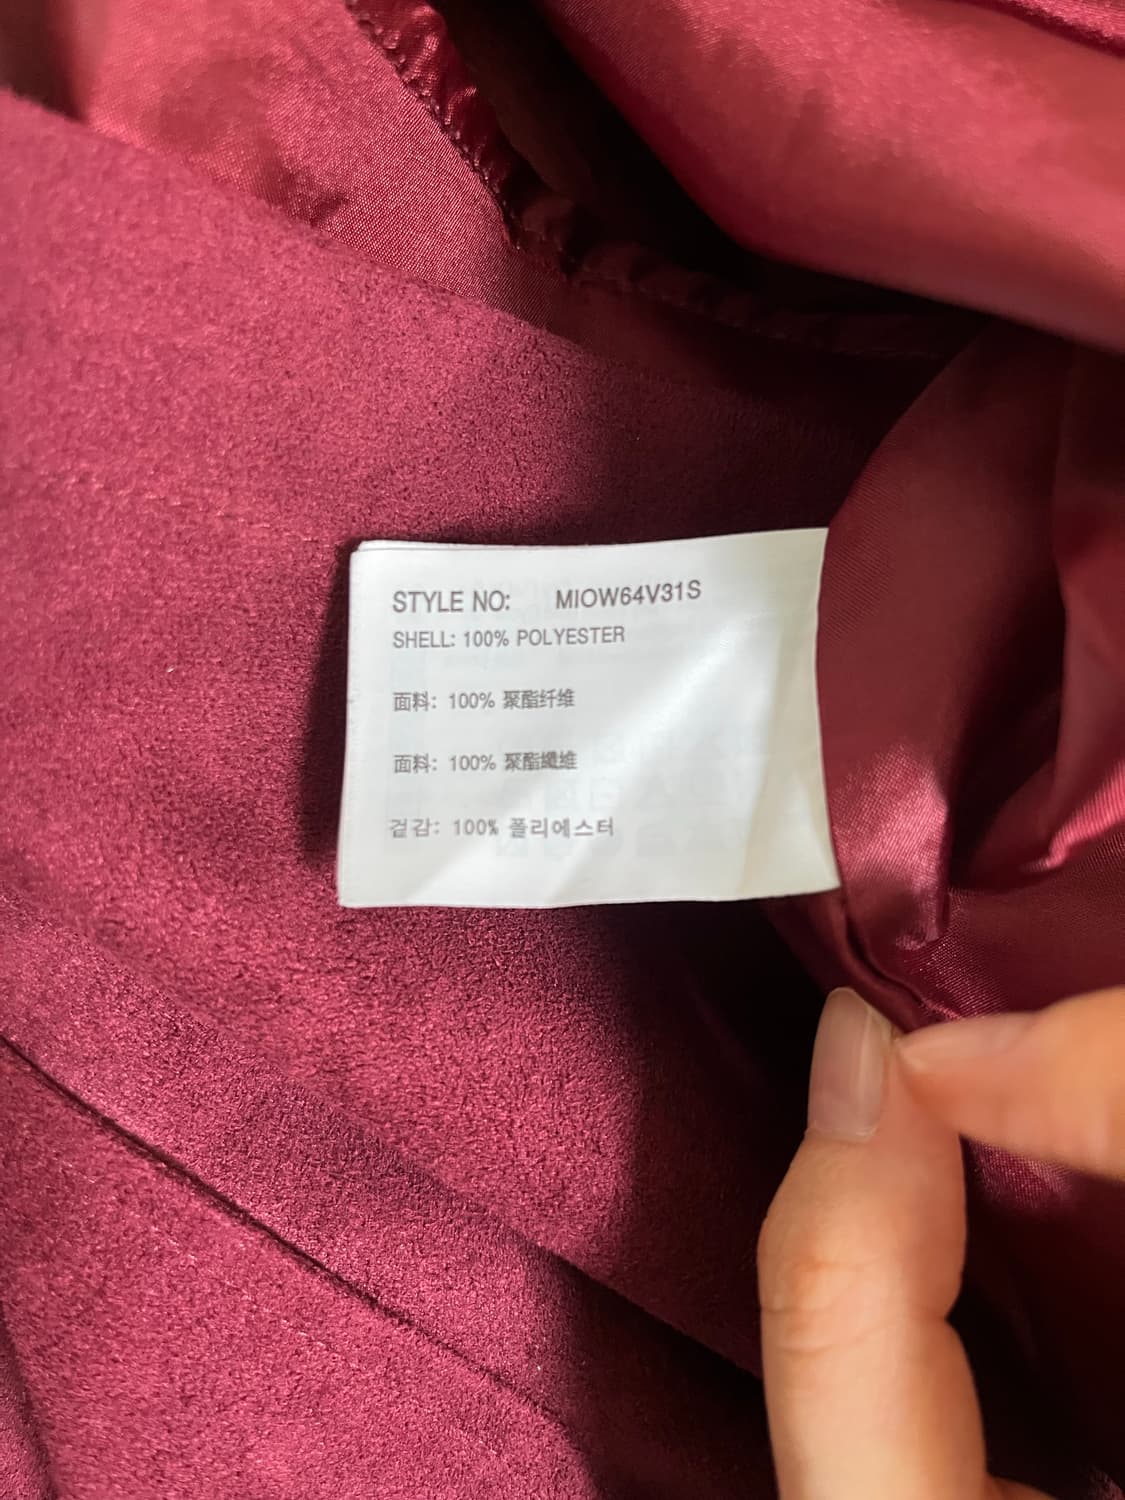 STYLE NO: MIOW64V31S
SHELL: 100% POLYESTER
面料: 100% 聚酯纤维
面料: 100% 聚酯纖維
겉감: 100% 폴리에스터